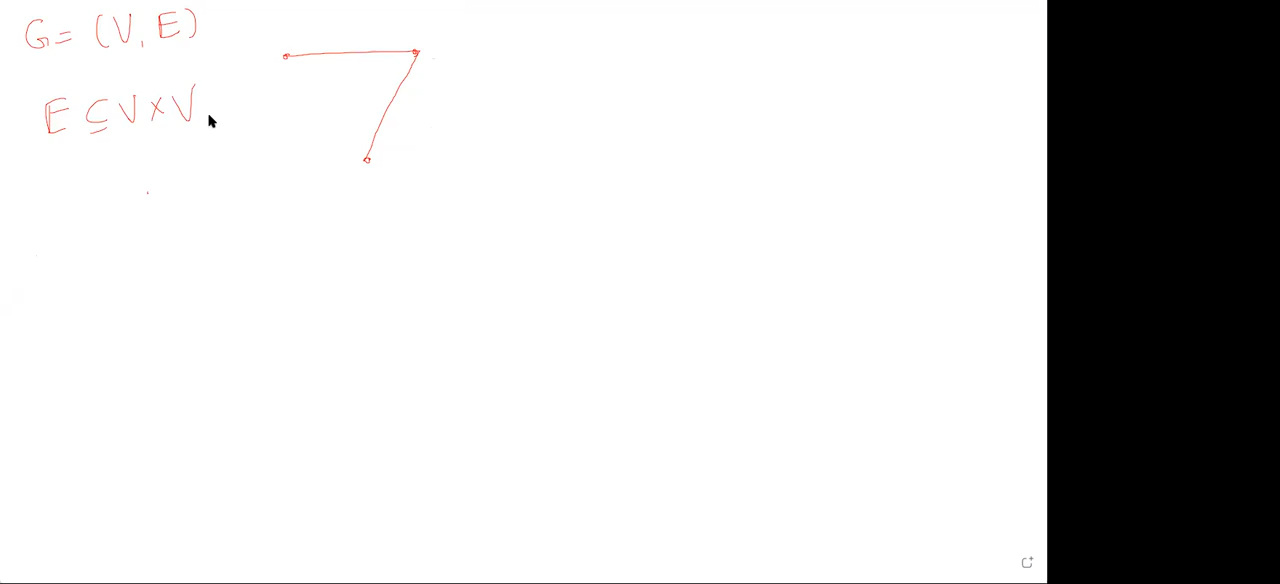 G = (V, E)
E ⊆ V × V